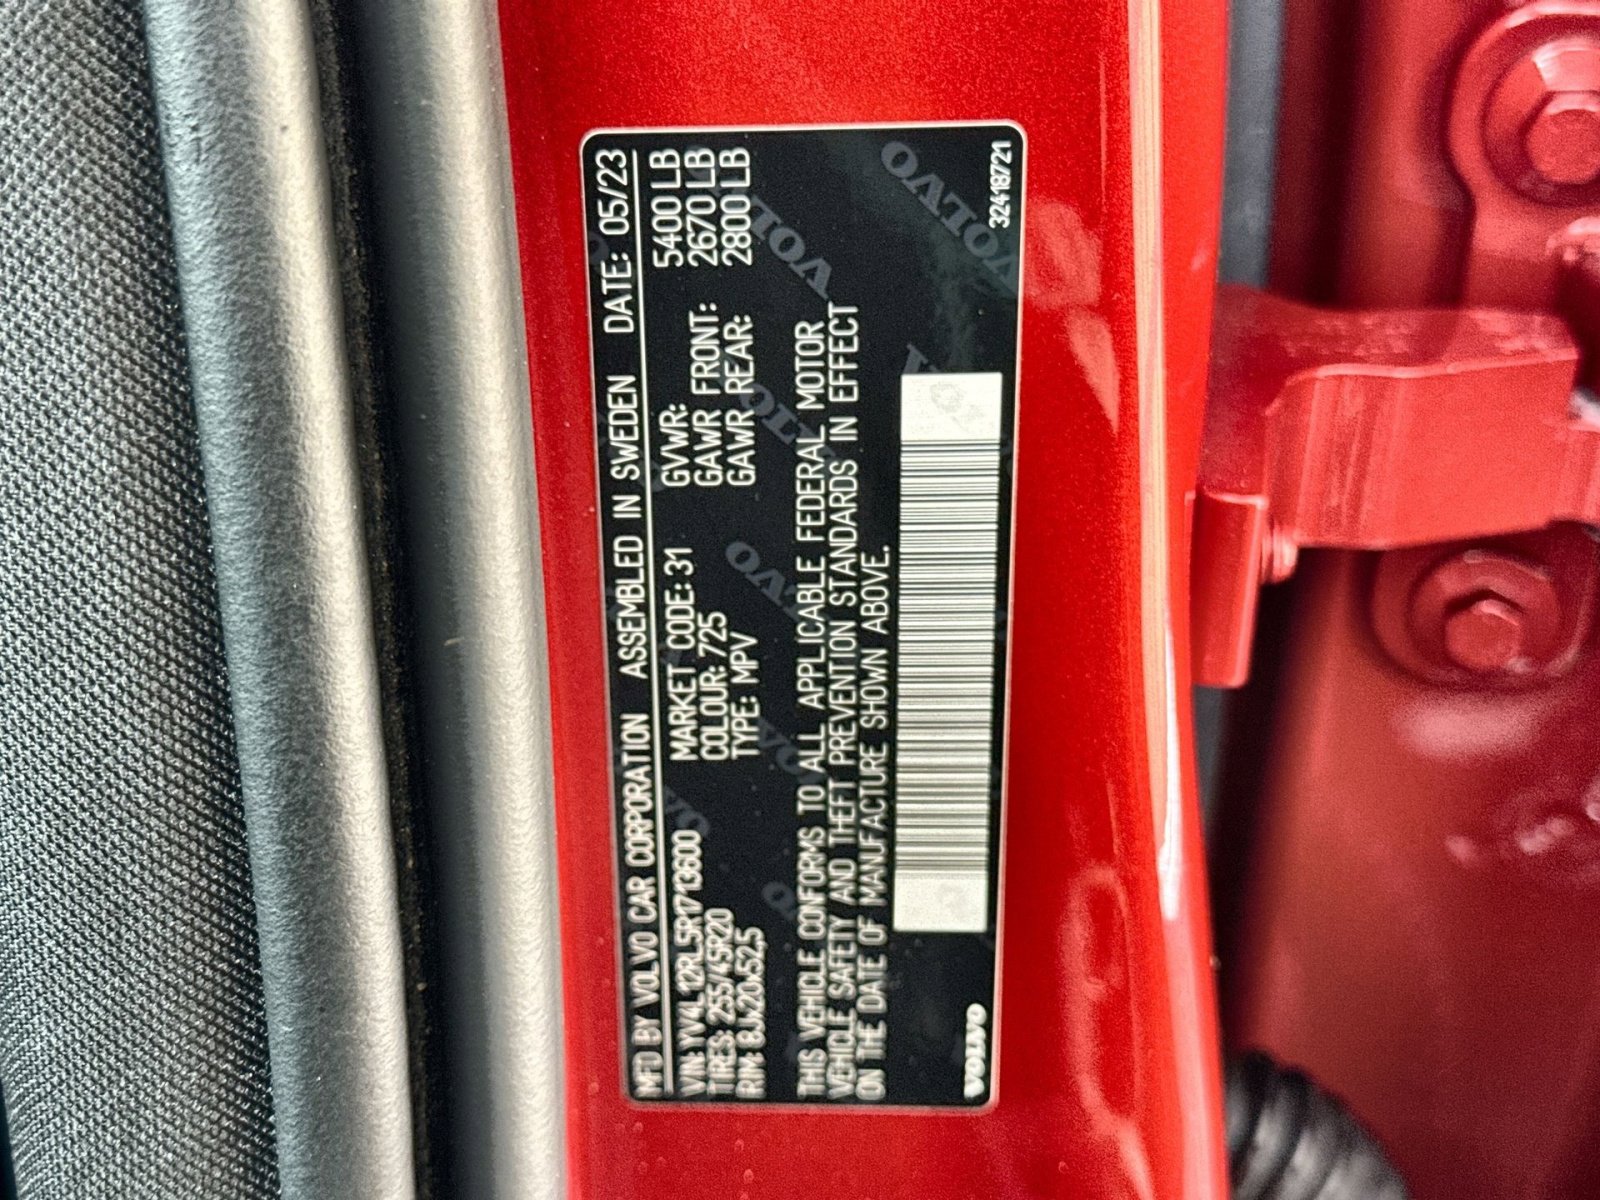 MFD BY VOLVO CAR CORPORATION ASSEMBLED IN SWEDEN DATE: 05/23
VIN: YV4L12RL5R1713600 MARKET CODE: 31 GVWR: 5400 LB
TIRES: 255/45R20 COLOUR: 725 GAWR FRONT: 2670 LB
RIM: 8Jx20x52,5 TYPE: MPV GAWR REAR: 2800 LB
THIS VEHICLE CONFORMS TO ALL APPLICABLE FEDERAL MOTOR
VEHICLE SAFETY AND THEFT PREVENTION STANDARDS IN EFFECT
ON THE DATE OF MANUFACTURE SHOWN ABOVE.
VOLVO 32418721